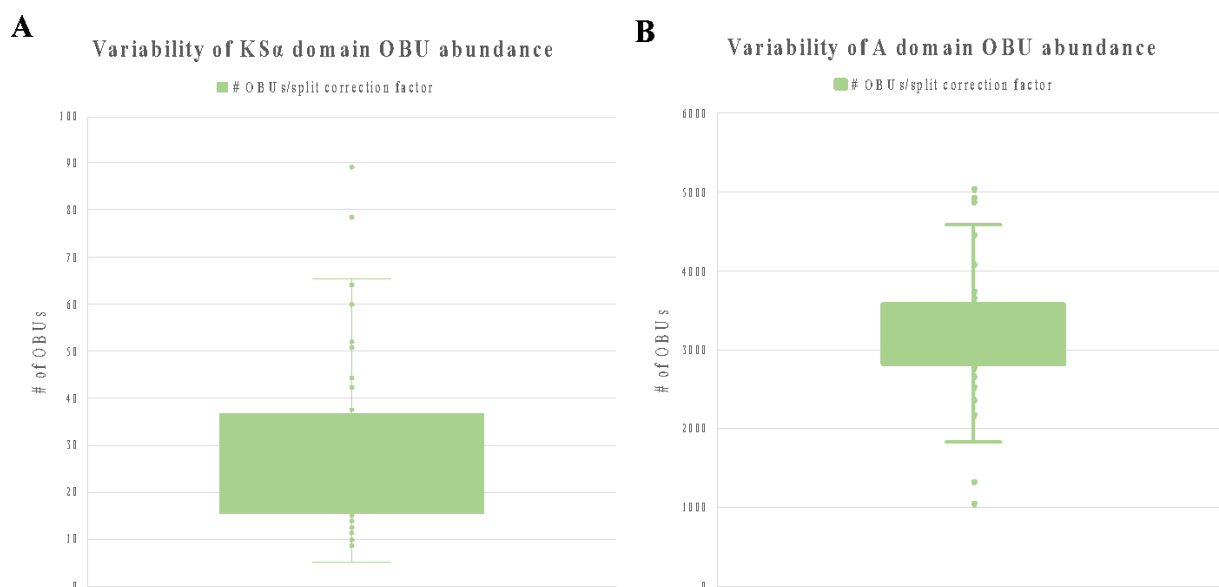 A
Variability of KSα domain OBU abundance
# OBUs/split correction factor
100
90
80
70
60
50
40
30
20
10
0
# of OBUs
B
Variability of A domain OBU abundance
# OBUs/split correction factor
6000
5000
4000
3000
2000
1000
0
# of OBUs